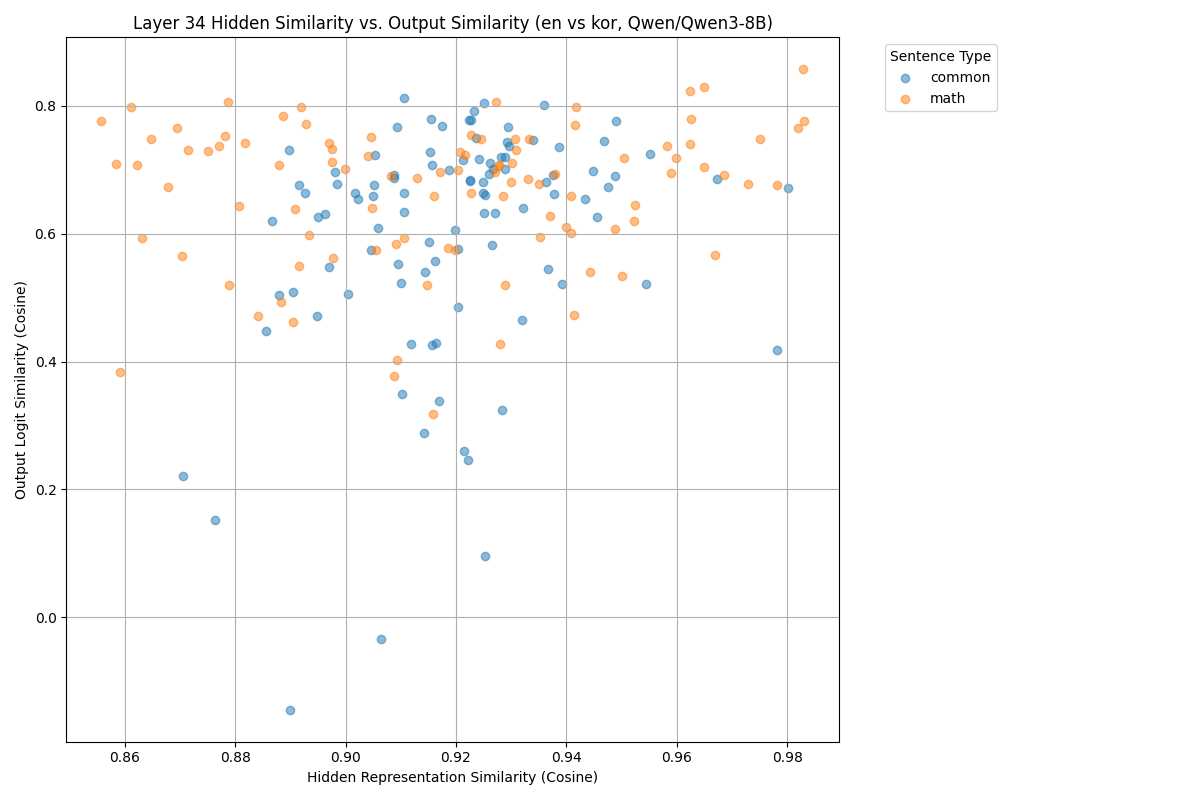 Layer 34 Hidden Similarity vs. Output Similarity (en vs kor, Qwen/Qwen3-8B)
Sentence Type
common
math
Output Logit Similarity (Cosine)
0.8
0.6
0.4
0.2
0.0
0.86 0.88 0.90 0.92 0.94 0.96 0.98
Hidden Representation Similarity (Cosine)